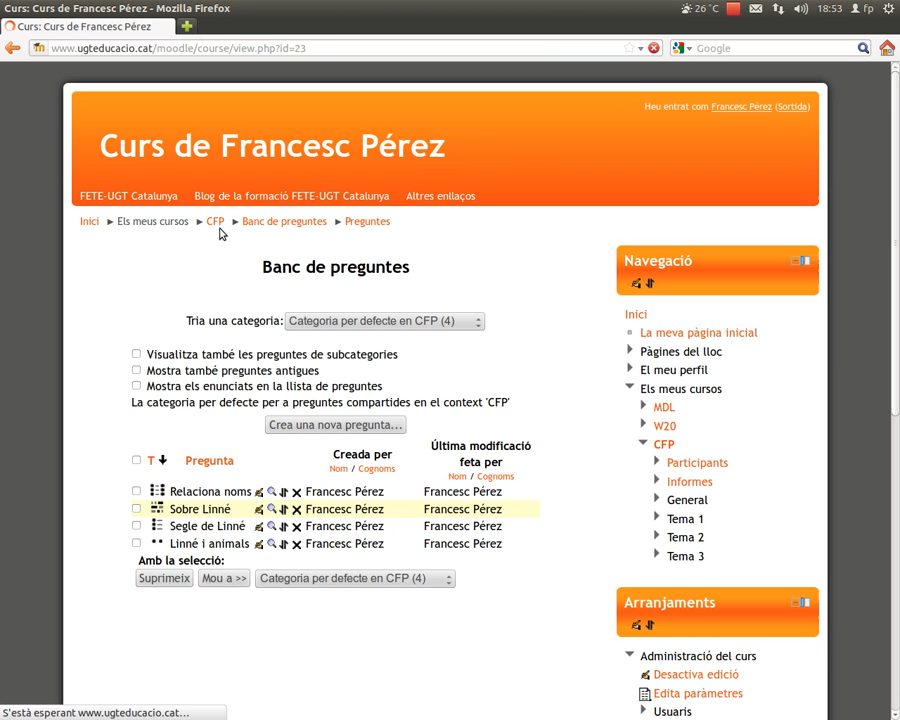 Curs: Curs de Francesc Pérez - Mozilla Firefox
26 °C
18:53
fp
Curs: Curs de Francesc Pérez
www.ugteducacio.cat/moodle/course/view.php?id=23
Google
Heu entrat com Francesc Pérez (Sortida)
Curs de Francesc Pérez
FETE-UGT Catalunya Blog de la formació FETE-UGT Catalunya Altres enllaços
Inici ► Els meus cursos ► CFP ► Banc de preguntes ► Preguntes
Banc de preguntes
Tria una categoria: Categoria per defecte en CFP (4)
Visualitza també les preguntes de subcategories
Mostra també preguntes antigues
Mostra els enunciats en la llista de preguntes
La categoria per defecte per a preguntes compartides en el context 'CFP'
Crea una nova pregunta...
T Pregunta
Creada per
Nom / Cognoms
Última modificació
feta per
Nom / Cognoms
Relaciona noms Francesc Pérez Francesc Pérez
Sobre Linné Francesc Pérez Francesc Pérez
Segle de Linné Francesc Pérez Francesc Pérez
Linné i animals Francesc Pérez Francesc Pérez
Amb la selecció:
Suprimeix Mou a >> Categoria per defecte en CFP (4)
Navegació
Inici
La meva pàgina inicial
Pàgines del lloc
El meu perfil
Els meus cursos
MDL
W20
CFP
Participants
Informes
General
Tema 1
Tema 2
Tema 3
Arranjaments
Administració del curs
Desactiva edició
Edita paràmetres
Usuaris
S'està esperant www.ugteducacio.cat...